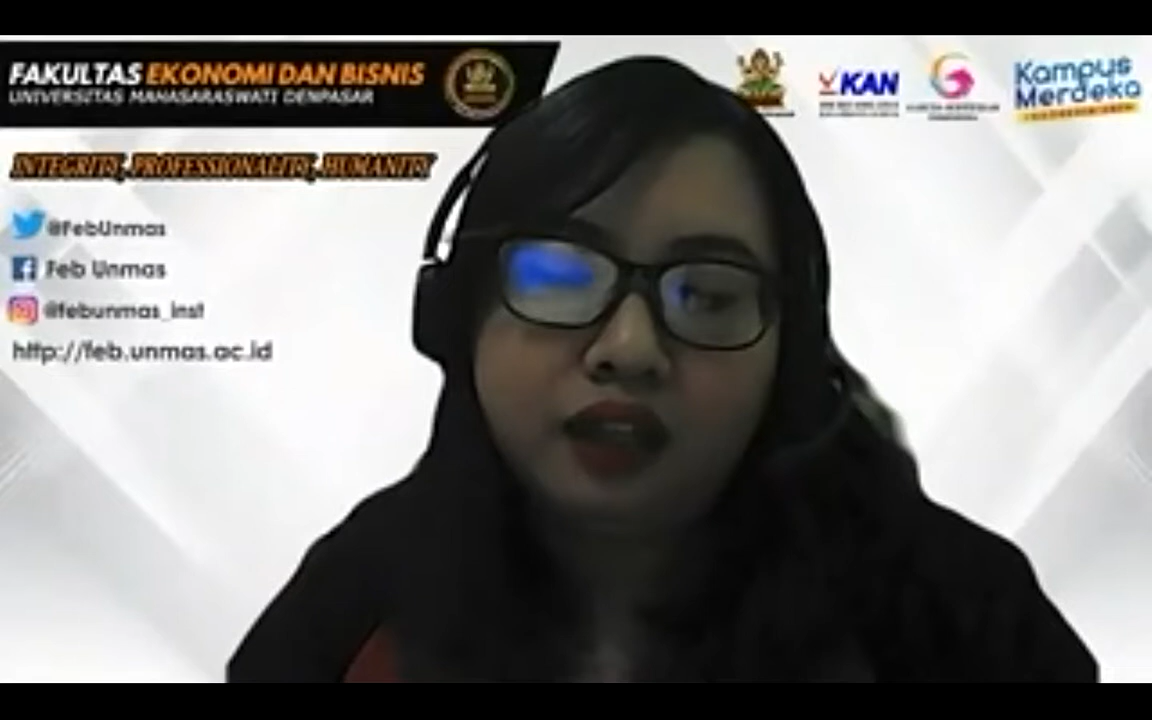 FAKULTAS EKONOMI DAN BISNIS
UNIVERSITAS MAHASARASWATI DENPASAR
KAN
Kampus
Merdeka
INTEGRITY, PROFESSIONALITY, HUMANITY
@FebUnmas
Feb Unmas
@febunmas_inst
http://feb.unmas.ac.id